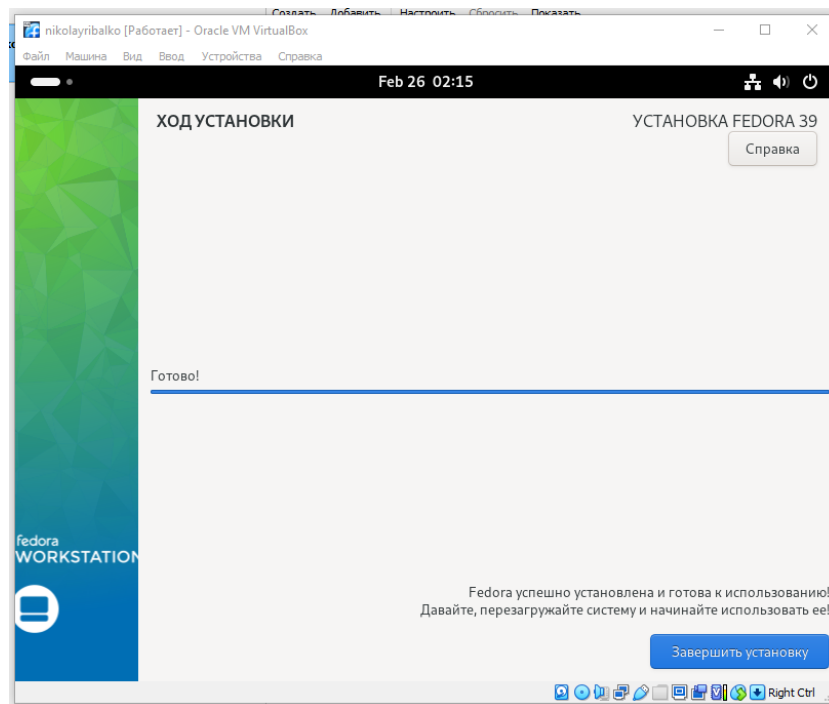 Создать Добавить Настроить Сбросить Показать
nikolayribalko [Работает] - Oracle VM VirtualBox
Файл Машина Вид Ввод Устройства Справка
Feb 26 02:15
ХОД УСТАНОВКИ
УСТАНОВКА FEDORA 39
Справка
Готово!
fedora
WORKSTATION
Fedora успешно установлена и готова к использованию!
Давайте, перезагружайте систему и начинайте использовать ее!
Завершить установку
Right Ctrl